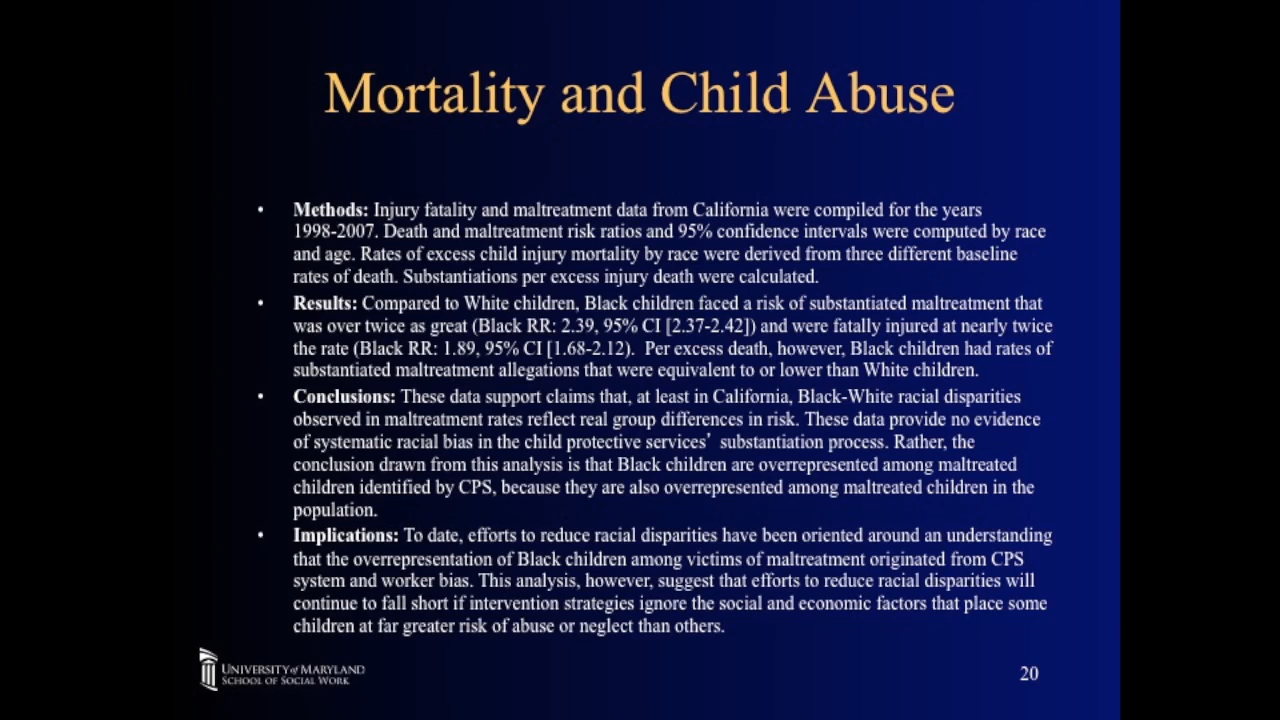 Mortality and Child Abuse
• Methods: Injury fatality and maltreatment data from California were compiled for the years
1998-2007. Death and maltreatment risk ratios and 95% confidence intervals were computed by race
and age. Rates of excess child injury mortality by race were derived from three different baseline
rates of death. Substantiations per excess injury death were calculated.
• Results: Compared to White children, Black children faced a risk of substantiated maltreatment that
was over twice as great (Black RR: 2.39, 95% CI [2.37-2.42]) and were fatally injured at nearly twice
the rate (Black RR: 1.89, 95% CI [1.68-2.12).  Per excess death, however, Black children had rates of
substantiated maltreatment allegations that were equivalent to or lower than White children.
• Conclusions: These data support claims that, at least in California, Black-White racial disparities
observed in maltreatment rates reflect real group differences in risk. These data provide no evidence
of systematic racial bias in the child protective services’ substantiation process. Rather, the
conclusion drawn from this analysis is that Black children are overrepresented among maltreated
children identified by CPS, because they are also overrepresented among maltreated children in the
population.
• Implications: To date, efforts to reduce racial disparities have been oriented around an understanding
that the overrepresentation of Black children among victims of maltreatment originated from CPS
system and worker bias. This analysis, however, suggest that efforts to reduce racial disparities will
continue to fall short if intervention strategies ignore the social and economic factors that place some
children at far greater risk of abuse or neglect than others.
UNIVERSITY of MARYLAND
SCHOOL OF SOCIAL WORK
20